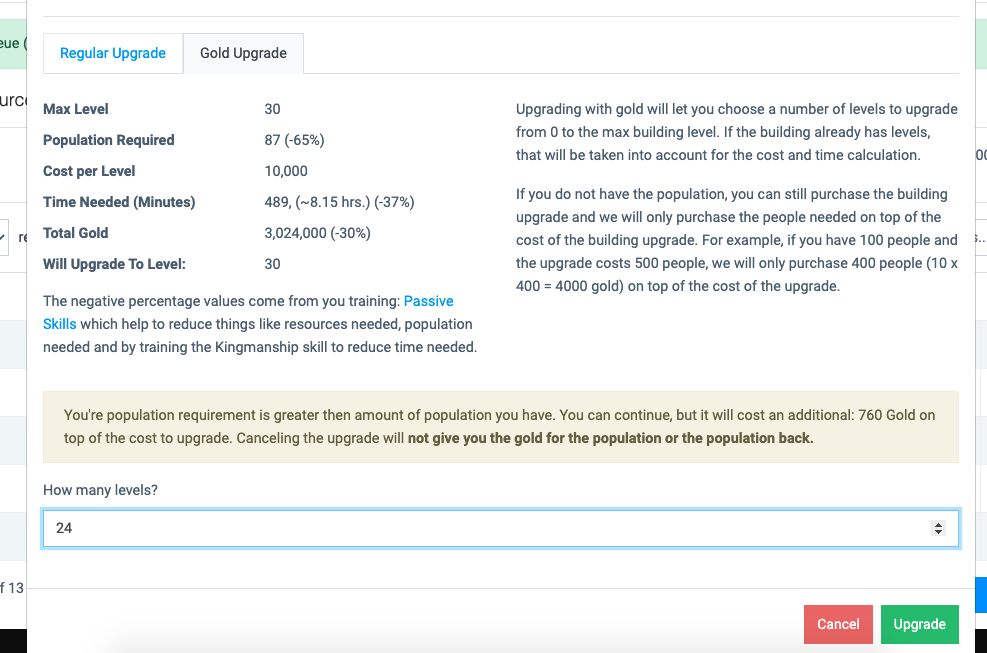 Regular Upgrade
Gold Upgrade
eue (
Max Level 30
Population Required 87 (-65%)
Cost per Level 10,000
Time Needed (Minutes) 489, (~8.15 hrs.) (-37%)
Total Gold 3,024,000 (-30%)
Will Upgrade To Level: 30
The negative percentage values come from you training: Passive
Skills which help to reduce things like resources needed, population
needed and by training the Kingmanship skill to reduce time needed.
Upgrading with gold will let you choose a number of levels to upgrade
from 0 to the max building level. If the building already has levels,
that will be taken into account for the cost and time calculation.
If you do not have the population, you can still purchase the building
upgrade and we will only purchase the people needed on top of the
cost of the building upgrade. For example, if you have 100 people and
the upgrade costs 500 people, we will only purchase 400 people (10 x
400 = 4000 gold) on top of the cost of the upgrade.
You're population requirement is greater then amount of population you have. You can continue, but it will cost an additional: 760 Gold on
top of the cost to upgrade. Canceling the upgrade will not give you the gold for the population or the population back.
How many levels?
24
f 13
Cancel
Upgrade